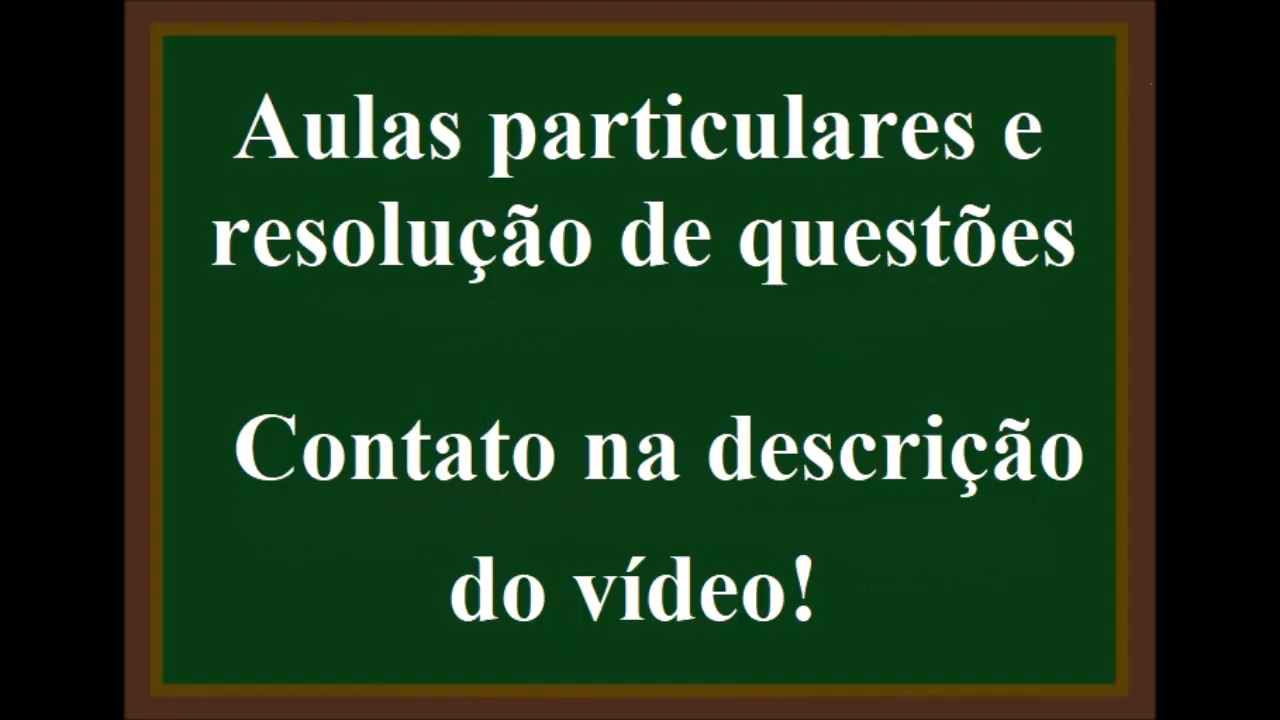 Aulas particulares e
resolução de questões
Contato na descrição
do vídeo!